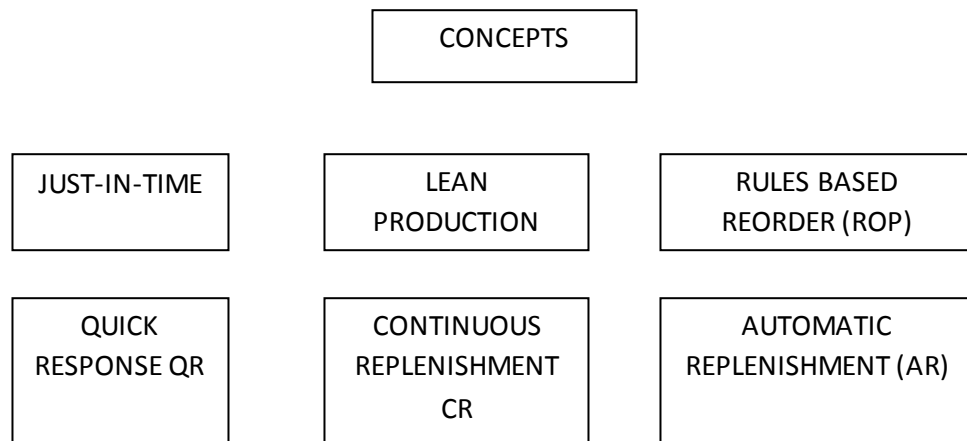 CONCEPTS
JUST-IN-TIME
LEAN
PRODUCTION
RULES BASED
REORDER (ROP)
QUICK
RESPONSE QR
CONTINUOUS
REPLENISHMENT
CR
AUTOMATIC
REPLENISHMENT (AR)